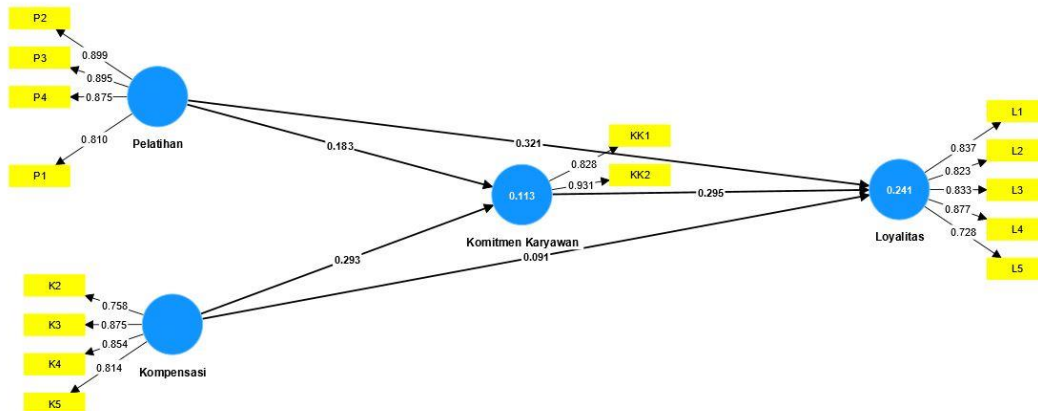 P2
P3
P4
P1
0.899
0.895
0.875
0.810
Pelatihan
0.183
0.321
KK1
KK2
0.828
0.931
0.113
Komitmen Karyawan
0.295
0.293
0.091
K2
K3
K4
K5
0.758
0.875
0.854
0.814
Kompensasi
0.241
Loyalitas
0.837
0.823
0.833
0.877
0.728
L1
L2
L3
L4
L5